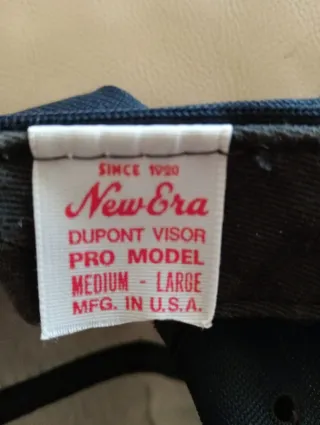 SINCE 1920
New Era
DUPONT VISOR
PRO MODEL
MEDIUM - LARGE
MFG. IN U.S.A.